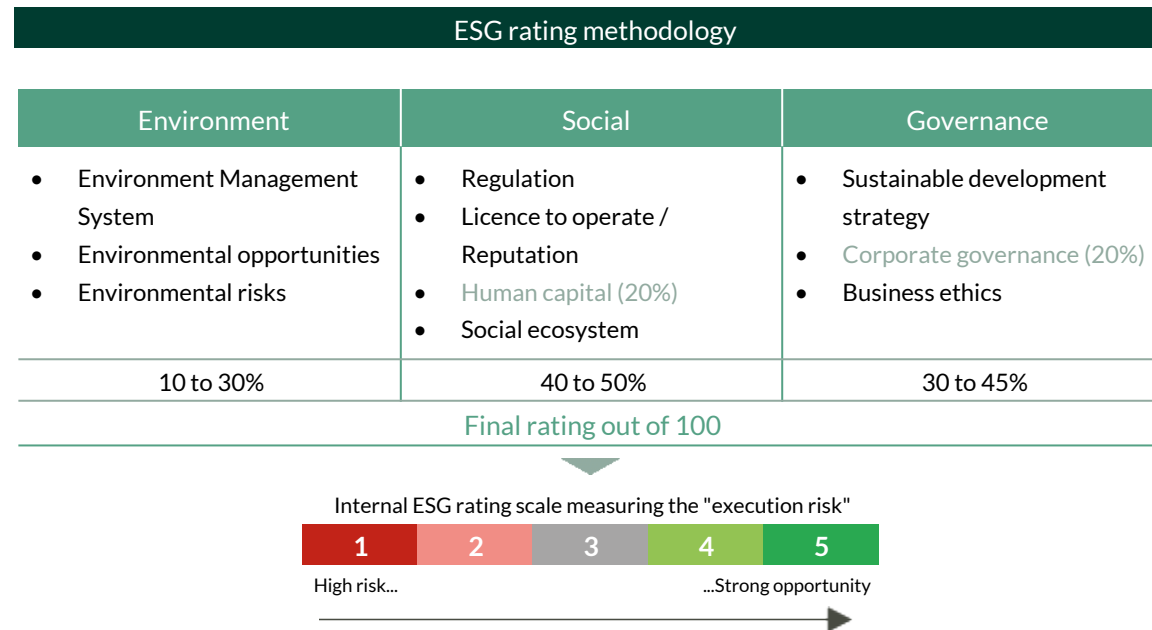 ESG rating methodology
Environment
Social
Governance
• Environment Management
System
• Environmental opportunities
• Environmental risks
• Regulation
• Licence to operate /
Reputation
• Human capital (20%)
• Social ecosystem
• Sustainable development
strategy
• Corporate governance (20%)
• Business ethics
10 to 30%
40 to 50%
30 to 45%
Final rating out of 100
Internal ESG rating scale measuring the "execution risk"
1 2 3 4 5
High risk...
...Strong opportunity